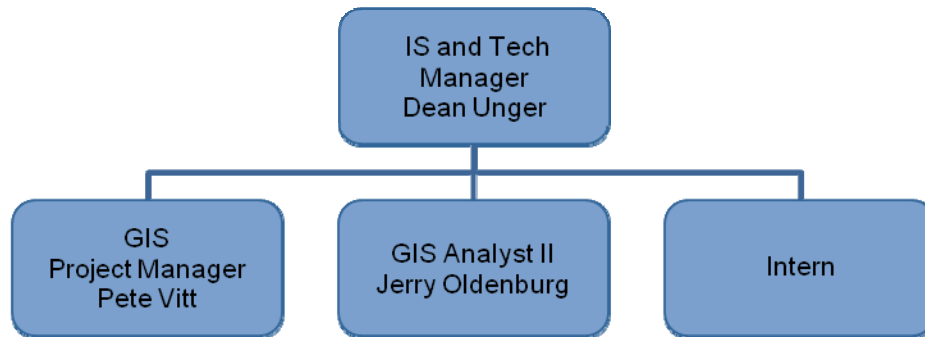 IS and Tech
Manager
Dean Unger
GIS
Project Manager
Pete Vitt
GIS Analyst II
Jerry Oldenburg
Intern